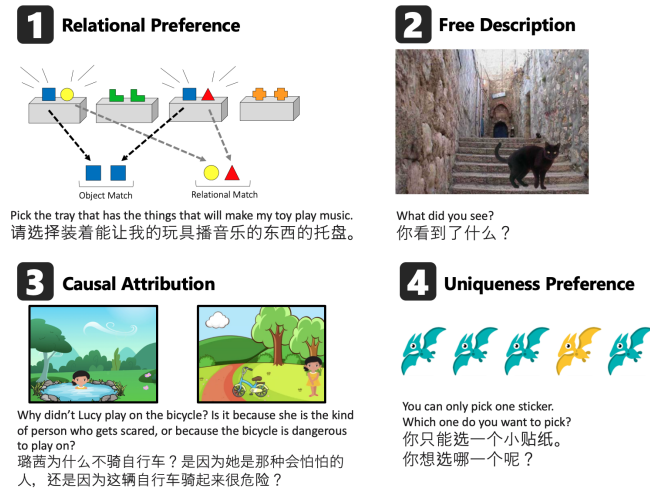 1 Relational Preference
Object Match
Relational Match
Pick the tray that has the things that will make my toy play music.
请选择装着能让我的玩具播音乐的东西的托盘。
2 Free Description
What did you see?
你看到了什么？
3 Causal Attribution
Why didn’t Lucy play on the bicycle? Is it because she is the kind
of person who gets scared, or because the bicycle is dangerous
to play on?
璐茜为什么不骑自行车？是因为她是那种会怕怕的
人，还是因为这辆自行车骑起来很危险？
4 Uniqueness Preference
You can only pick one sticker.
Which one do you want to pick?
你只能选一个小贴纸。
你想选哪一个呢？